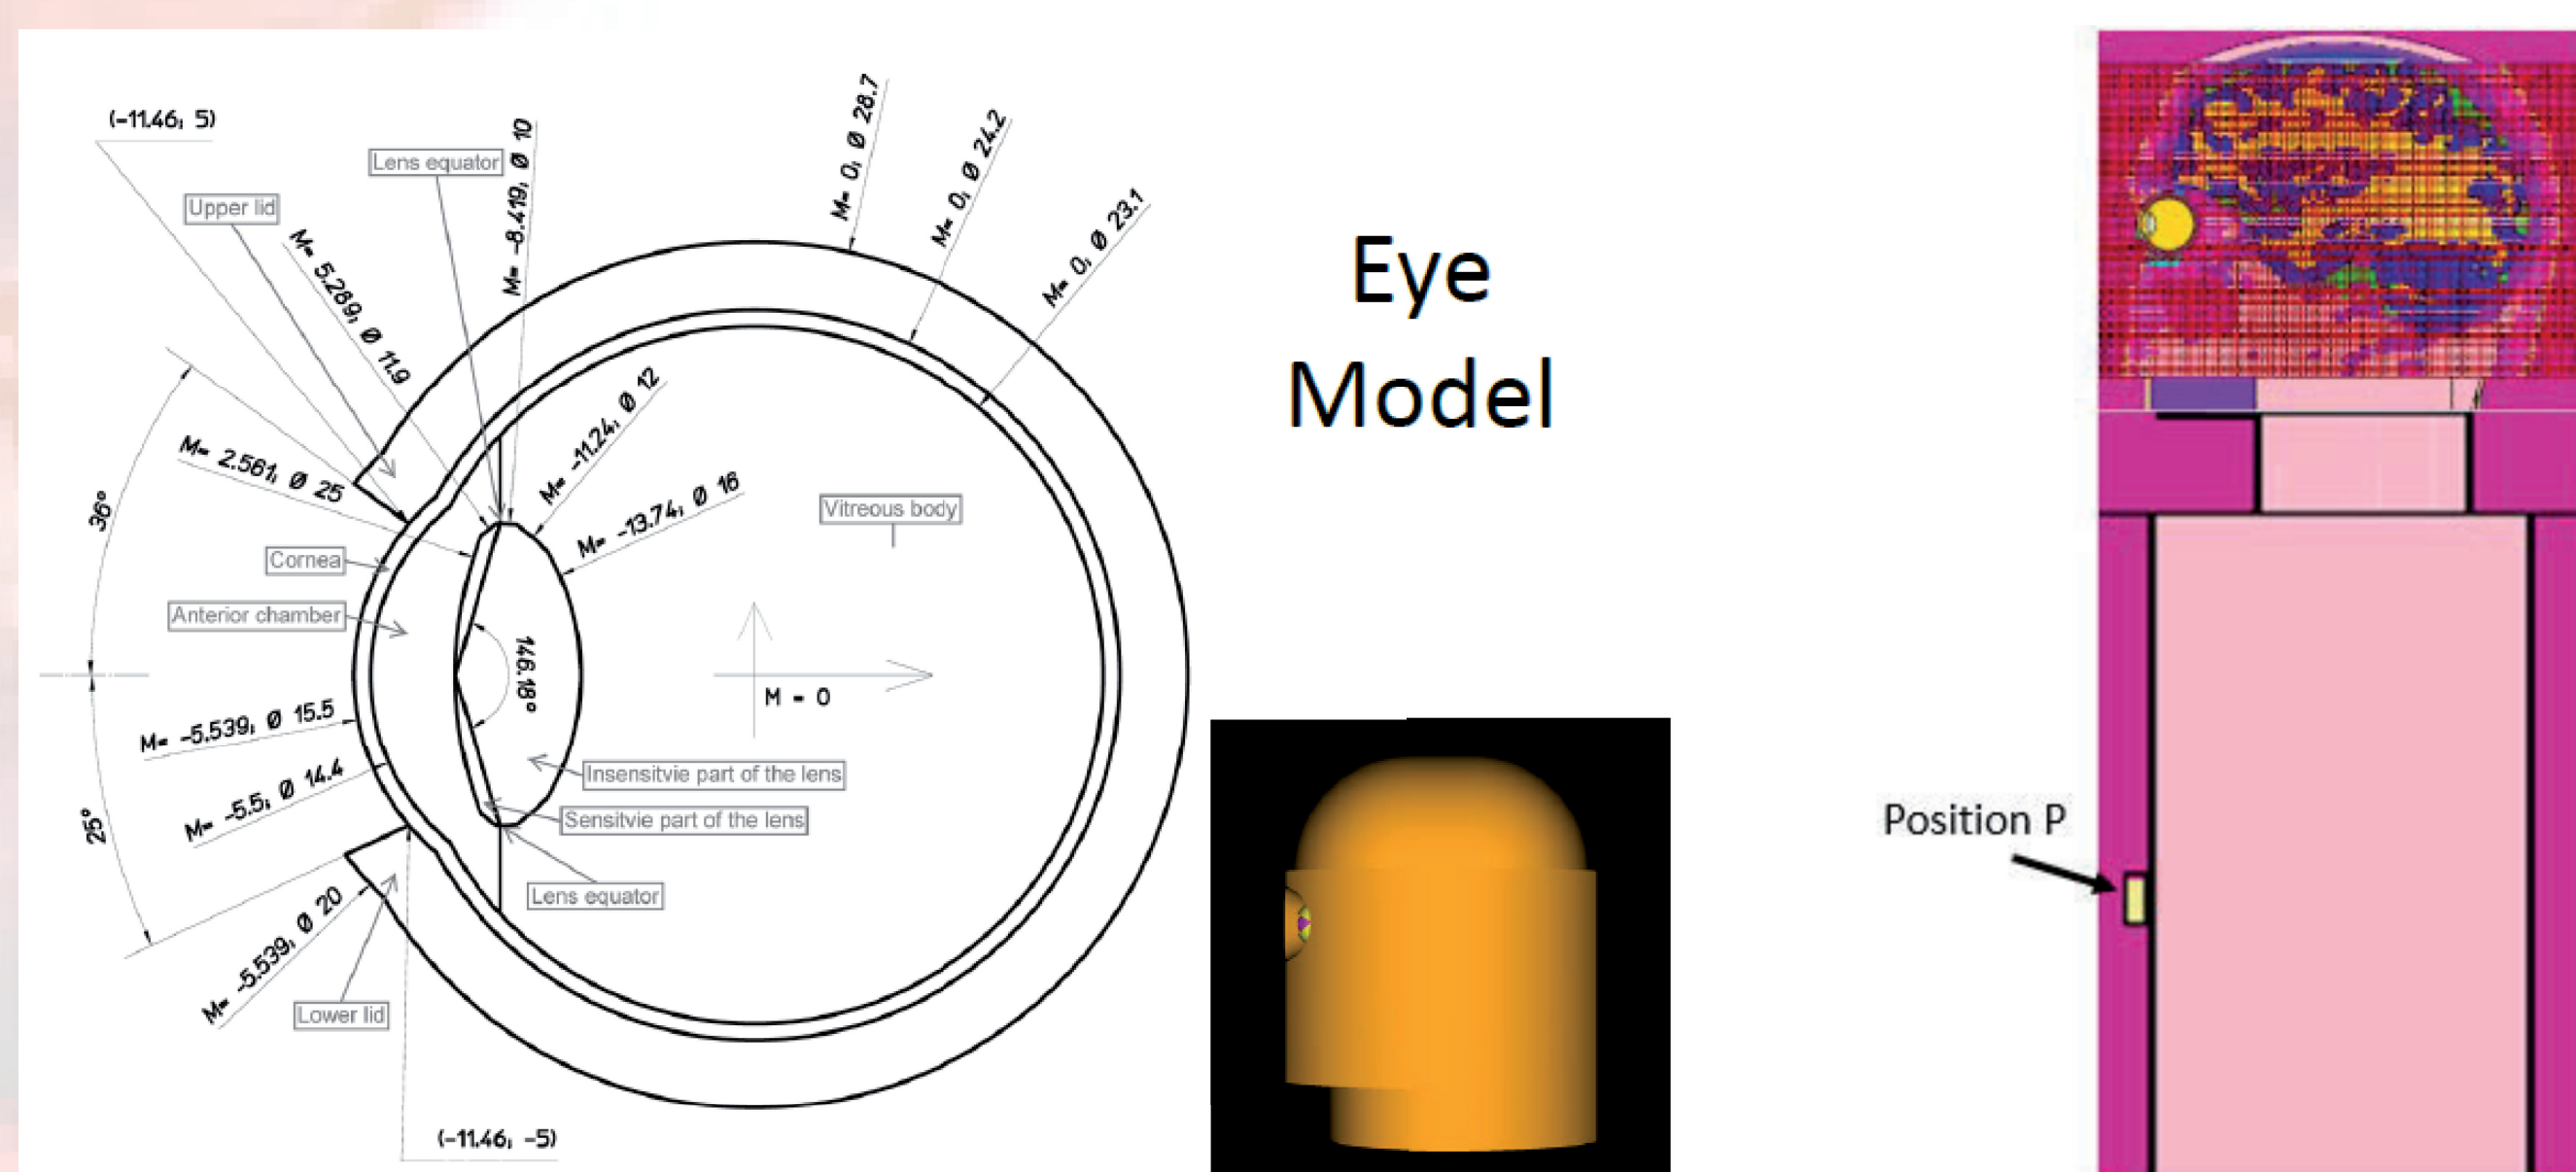 (-11.46; 5)
Lens equator
Upper lid
M= 5.289; Ø 11.9
M= -8.419; Ø 10
M= 0; Ø 28.7
M= 0; Ø 24.2
M= 0; Ø 23.1
M= -11.24; Ø 12
M= -13.74; Ø 16
M= 2.561; Ø 25
36°
Cornea
Anterior chamber
Vitreous body
146.18°
M = 0
M= -5.539; Ø 15.5
M= -5.5; Ø 14.4
25°
Insensitvie part of the lens
Sensitvie part of the lens
Lens equator
M= -5.539; Ø 20
Lower lid
(-11.46; -5)
Eye
Model
Position P